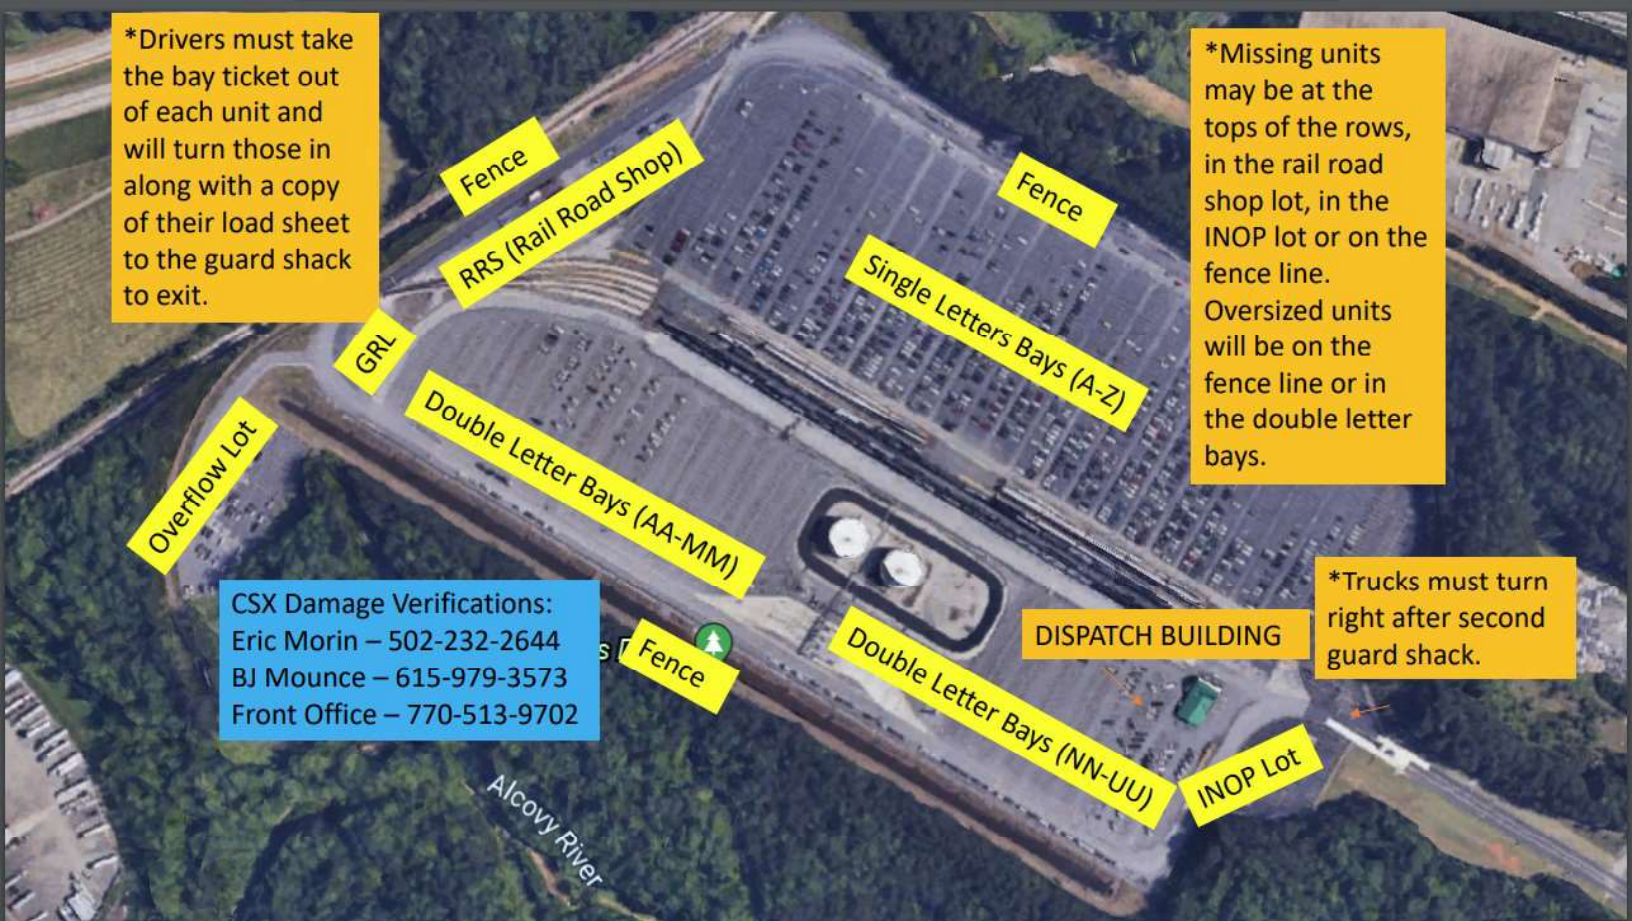 *Drivers must take
the bay ticket out
of each unit and
will turn those in
along with a copy
of their load sheet
to the guard shack
to exit.
*Missing units
may be at the
tops of the rows,
in the rail road
shop lot, in the
INOP lot or on the
fence line.
Oversized units
will be on the
fence line or in
the double letter
bays.
Fence
RRS (Rail Road Shop)
Fence
Single Letters Bays (A-Z)
GRL
Double Letter Bays (AA-MM)
Overflow Lot
CSX Damage Verifications:
Eric Morin – 502-232-2644
BJ Mounce – 615-979-3573
Front Office – 770-513-9702
Fence
Double Letter Bays (NN-UU)
DISPATCH BUILDING
*Trucks must turn
right after second
guard shack.
INOP Lot
Alcovy River